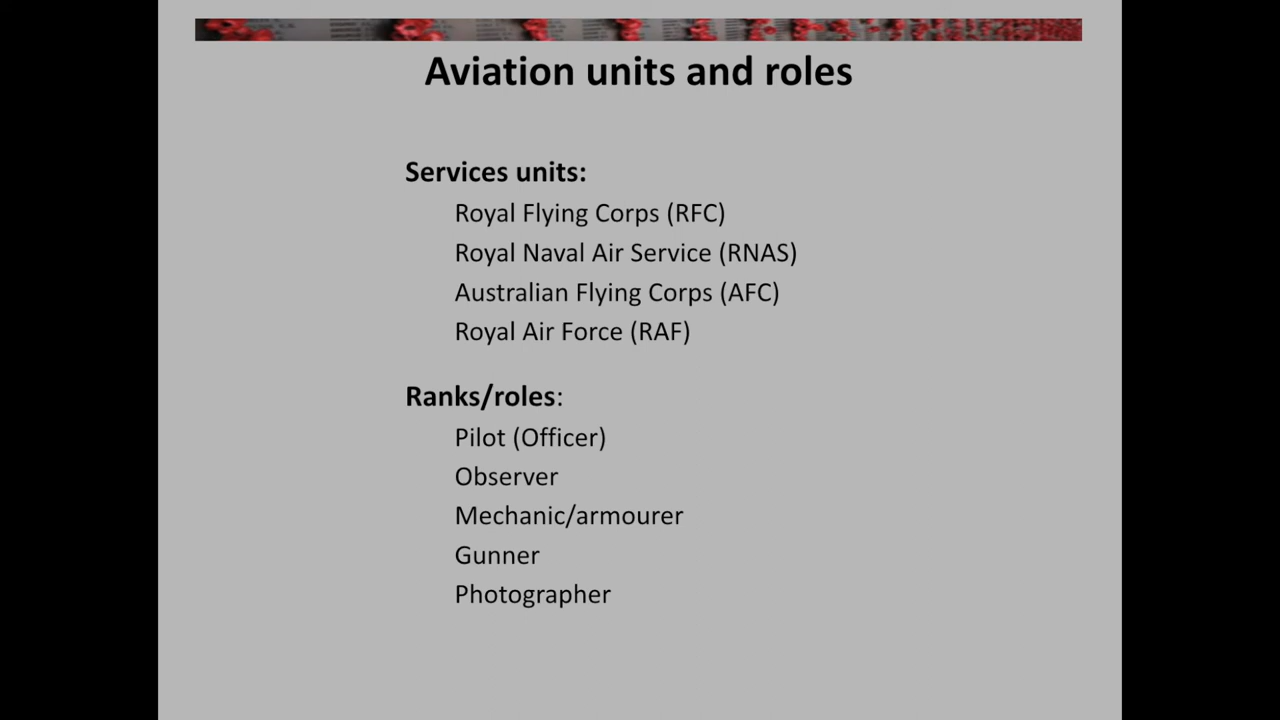 Aviation units and roles
Services units:
Royal Flying Corps (RFC)
Royal Naval Air Service (RNAS)
Australian Flying Corps (AFC)
Royal Air Force (RAF)
Ranks/roles:
Pilot (Officer)
Observer
Mechanic/armourer
Gunner
Photographer